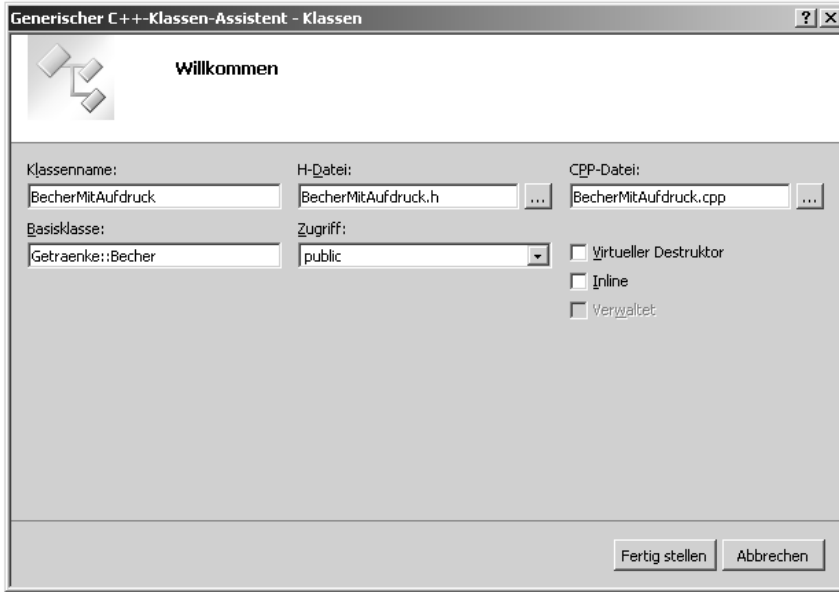 Generischer C++-Klassen-Assistent - Klassen
Willkommen
Klassenname: H-Datei: CPP-Datei:
BecherMitAufdruck BecherMitAufdruck.h ... BecherMitAufdruck.cpp ...
Basisklasse: Zugriff:
Getraenke::Becher public Virtueller Destruktor
Inline
Verwaltet
Fertig stellen Abbrechen